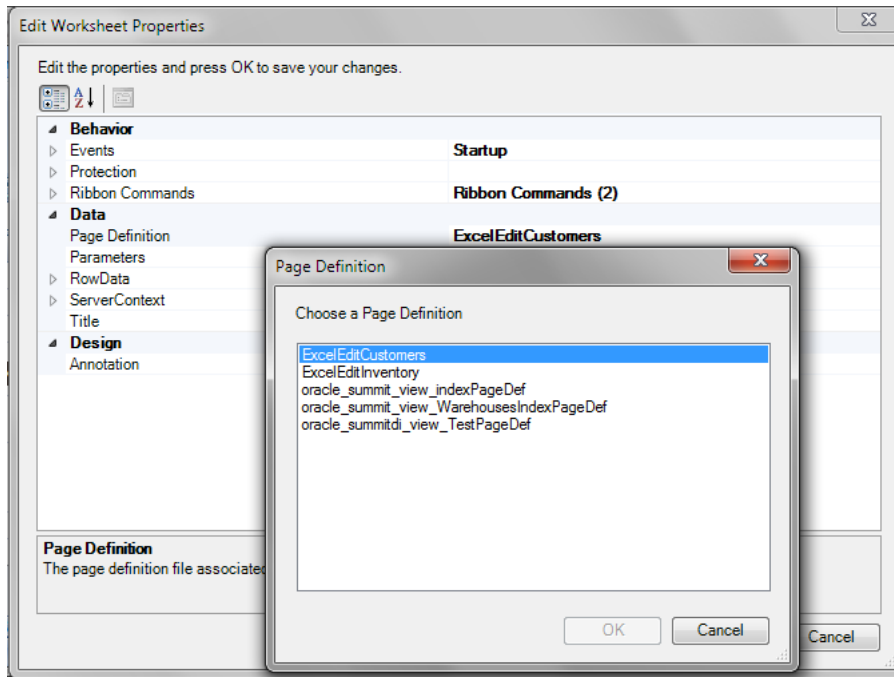 Edit Worksheet Properties
Edit the properties and press OK to save your changes.
Behavior
Events Startup
Protection
Ribbon Commands Ribbon Commands (2)
Data
Page Definition ExcelEditCustomers
Parameters
RowData
ServerContext
Title
Design
Annotation
Page Definition
The page definition file associated
Cancel
Page Definition
Choose a Page Definition
ExcelEditCustomers
ExcelEditInventory
oracle_summit_view_indexPageDef
oracle_summit_view_WarehousesIndexPageDef
oracle_summitdi_view_TestPageDef
OK Cancel